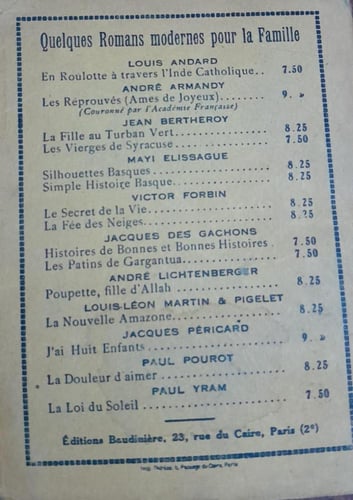 Quelques Romans modernes pour la Famille
LOUIS ANDARD
En Roulotte à travers l'Inde Catholique.. 7.50
ANDRÉ ARMANDY
Les Réprouvés (Ames de Joyeux)......... 9. »
(Couronné par l'Académie Française)
JEAN BERTHEROY
La Fille au Turban Vert............... 8.25
Les Vierges de Syracuse............... 7.50
MAYI ELISSAGUE
Silhouettes Basques................... 8.25
Simple Histoire Basque................ 8.25
VICTOR FORBIN
Le Secret de la Vie................... 8.25
La Fée des Neiges..................... 8.25
JACQUES DES GACHONS
Histoires de Bonnes et Bonnes Histoires. 7.50
Les Patins de Gargantua............... 7.50
ANDRÉ LICHTENBERGER
Poupette, fille d'Allah .............. 8.25
LOUIS-LÉON MARTIN & PIGELET
La Nouvelle Amazone................... 8.25
JACQUES PÉRICARD
J'ai Huit Enfants .................... 9. »
PAUL POUROT
La Douleur d'aimer ................... 8.25
PAUL YRAM
La Loi du Soleil ..................... 7.50
Éditions Baudinière, 23, rue du Caire, Paris (2e)
Paris